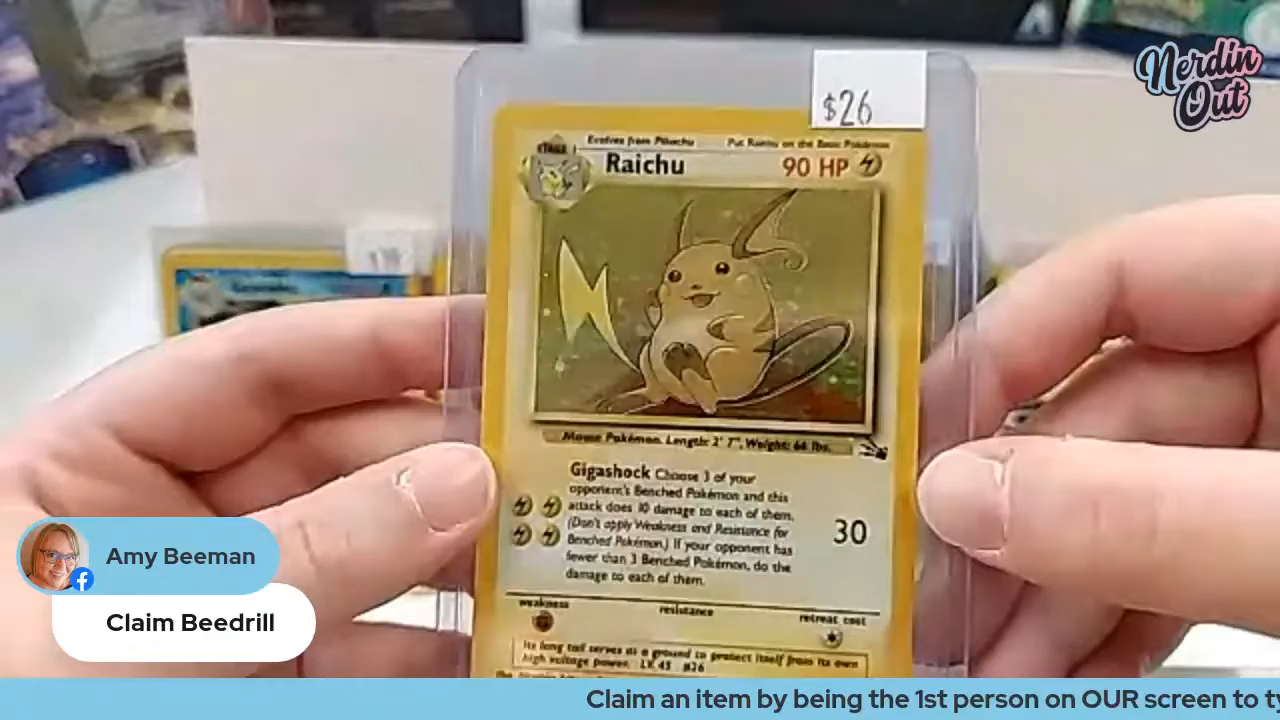 Nerdin
Out
$26
Evolves from Pikachu
Put Raichu on the Basic Pokémon
STAGE 1
Raichu
90 HP
Mouse Pokémon. Length: 2' 7", Weight: 66 lbs.
Gigashock Choose 3 of your
opponent's Benched Pokémon and this
attack does 10 damage to each of them.
(Don't apply Weakness and Resistance for
Benched Pokémon.) If your opponent has
fewer than 3 Benched Pokémon, do the
damage to each of them.
30
weakness
resistance
retreat cost
Its long tail serves as a ground to protect itself from its own
high voltage power. LV. 45 #26
Amy Beeman
Claim Beedrill
Claim an item by being the 1st person on OUR screen to ty